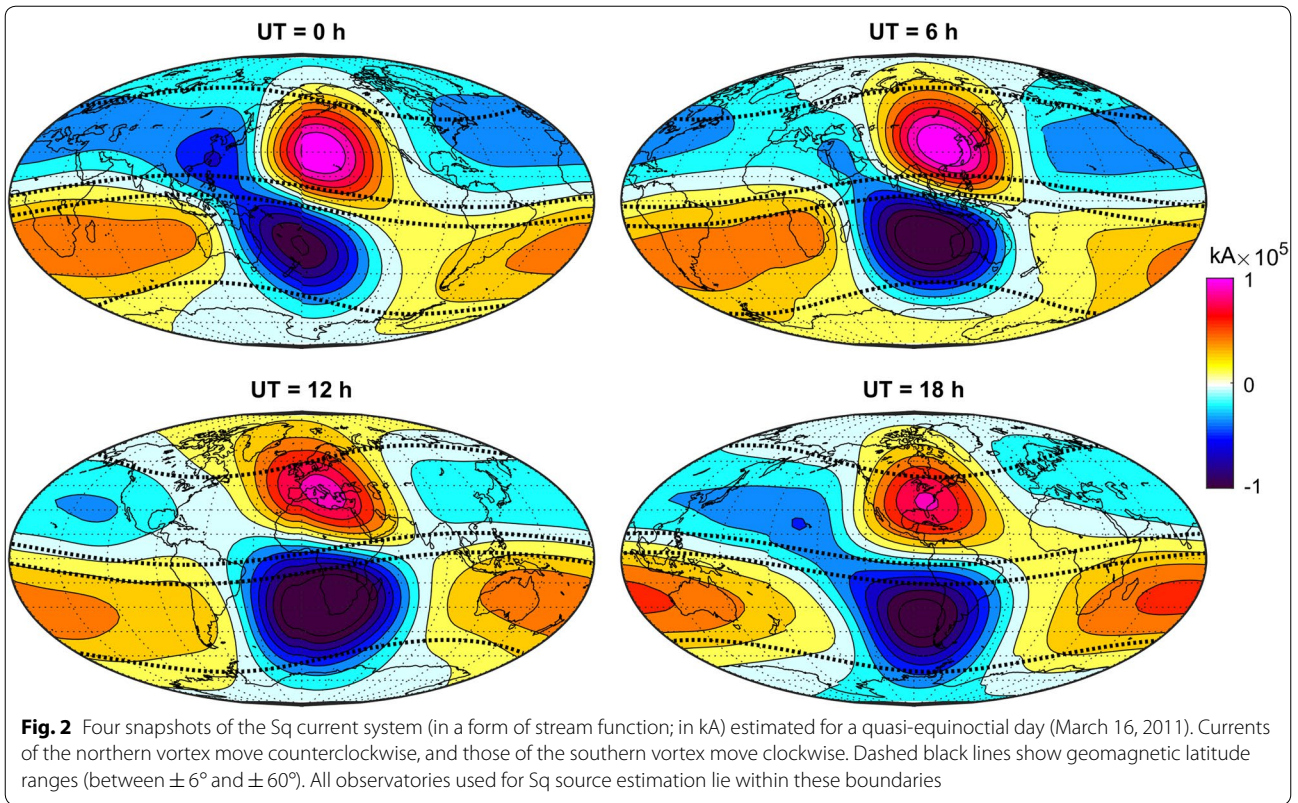 UT = 0 h
UT = 6 h
kA× 10⁵
1
0
-1
UT = 12 h
UT = 18 h
Fig. 2 Four snapshots of the Sq current system (in a form of stream function; in kA) estimated for a quasi-equinoctial day (March 16, 2011). Currents
of the northern vortex move counterclockwise, and those of the southern vortex move clockwise. Dashed black lines show geomagnetic latitude
ranges (between ± 6° and ± 60°). All observatories used for Sq source estimation lie within these boundaries